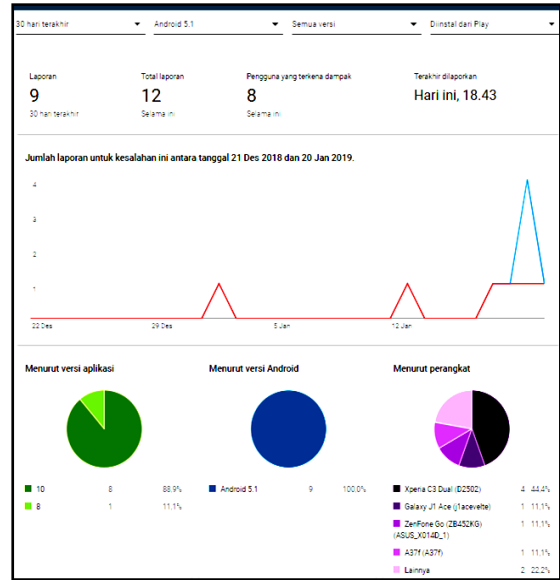 30 hari terakhir
Android 5.1
Semua versi
Diinstal dari Play
Laporan
Total laporan
Pengguna yang terkena dampak
Terakhir dilaporkan
9
12
8
Hari ini, 18.43
30 hari terakhir
Selama ini
Selama ini
Jumlah laporan untuk kesalahan ini antara tanggal 21 Des 2018 dan 20 Jan 2019.
4
3
2
1
22 Des
29 Des
5 Jan
12 Jan
Menurut versi aplikasi
Menurut versi Android
Menurut perangkat
10 8 88.9%
8 1 11.1%
Android 5.1 9 100.0%
Xperia C3 Dual (D2502) 4 44.4%
Galaxy J1 Ace (j1acevelte) 1 11.1%
ZenFone Go (ZB452KG) 1 11.1%
(ASUS_X014D_1)
A37f (A37f) 1 11.1%
Lainnya 2 22.2%